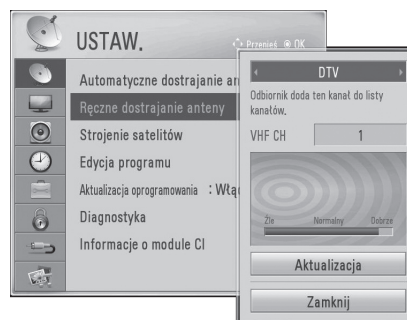 USTAW.
Przenieś OK
Automatyczne dostrajanie an
Ręczne dostrajanie anteny
Strojenie satelitów
Edycja programu
Aktualizacja oprogramowania : Włą
Diagnostyka
Informacje o module CI
DTV
Odbiornik doda ten kanał do listy
kanałów.
VHF CH 1
Źle Normalny Dobrze
Aktualizacja
Zamknij